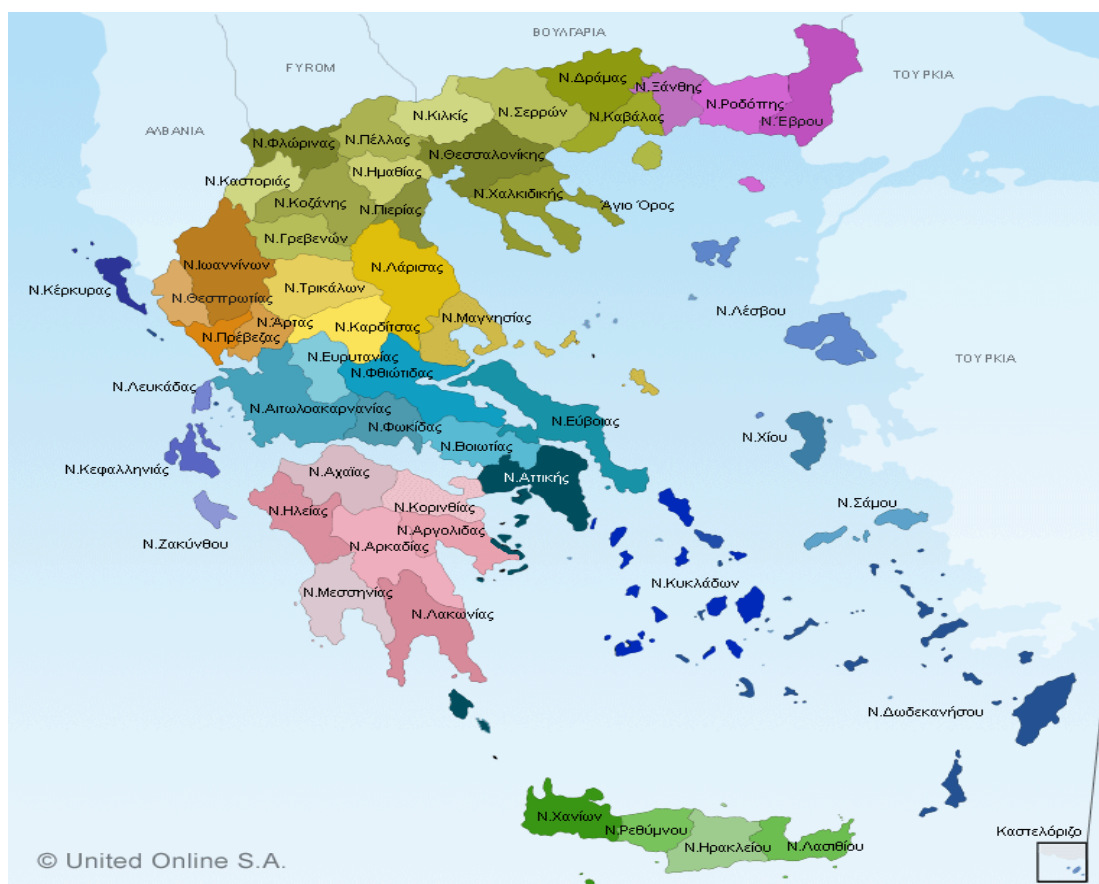 ΒΟΥΛΓΑΡΙΑ
FYROM
ΤΟΥΡΚΙΑ
ΑΛΒΑΝΙΑ
Ν.Δράμας
Ν.Ξάνθης
Ν.Ροδόπης
Ν.Έβρου
Ν.Κιλκίς
Ν.Σερρών
Ν.Καβάλας
Ν.Φλώρινας
Ν.Πέλλας
Ν.Θεσσαλονίκης
Ν.Καστοριάς
Ν.Ημαθίας
Ν.Χαλκιδικής
Ν.Κοζάνης
Ν.Πιερίας
Άγιο Όρος
Ν.Γρεβενών
Ν.Ιωαννίνων
Ν.Λάρισας
Ν.Κέρκυρας
Ν.Θεσπρωτίας
Ν.Τρικάλων
Ν.Μαγνησίας
Ν.Λέσβου
Ν.Πρέβεζας
Ν.Άρτας
Ν.Καρδίτσας
Ν.Ευρυτανίας
ΤΟΥΡΚΙΑ
Ν.Φθιώτιδας
Ν.Λευκάδας
Ν.Αιτωλοακαρνανίας
Ν.Φωκίδας
Ν.Εύβοιας
Ν.Βοιωτίας
Ν.Χίου
Ν.Κεφαλληνιάς
Ν.Αχαϊας
Ν.Αττικής
Ν.Ηλείας
Ν.Κορινθίας
Ν.Σάμου
Ν.Αργολιδας
Ν.Ζακύνθου
Ν.Αρκαδίας
Ν.Κυκλάδων
Ν.Μεσσηνίας
Ν.Λακωνίας
Ν.Δωδεκανήσου
Ν.Χανίων
Ν.Ρεθύμνου
Ν.Ηρακλείου
Ν.Λασιθίου
Καστελόριζο
© United Online S.A.